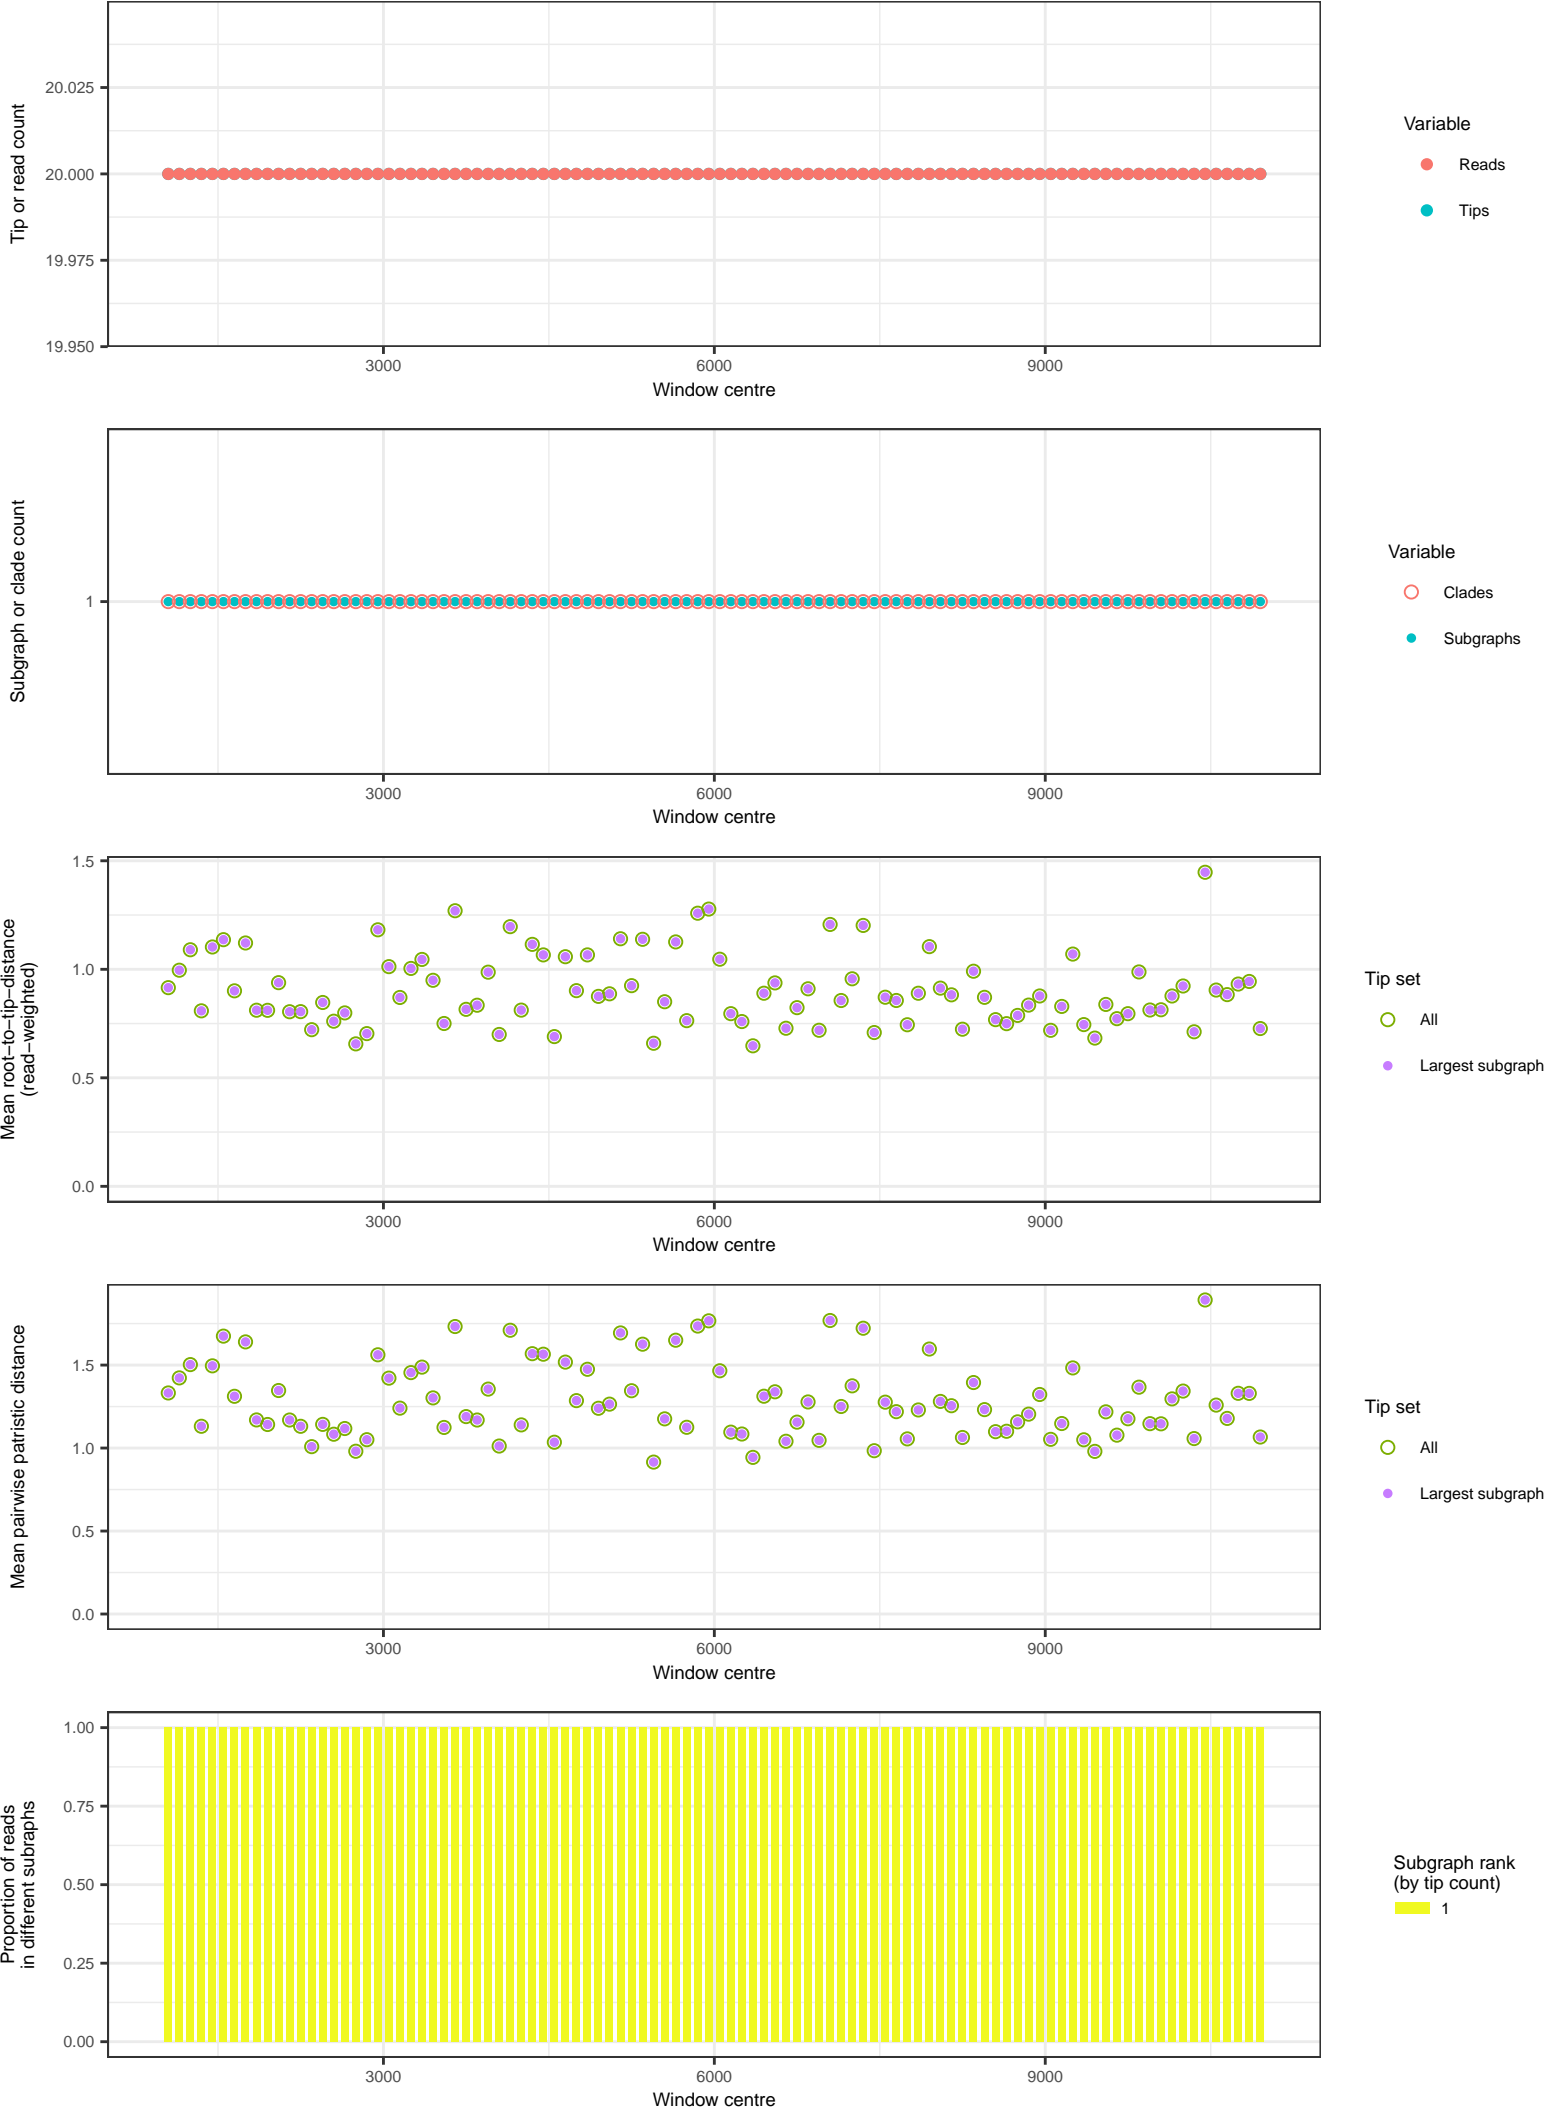 20.025
20.000
19.975
19.950
Tip or read count
3000 6000 9000
Window centre
Variable
Reads
Tips
1
Subgraph or clade count
3000 6000 9000
Window centre
Variable
Clades
Subgraphs
1.5
1.0
0.5
0.0
Mean root−to−tip−distance
(read−weighted)
3000 6000 9000
Window centre
Tip set
All
Largest subgraph
1.5
1.0
0.5
0.0
Mean pairwise patristic distance
3000 6000 9000
Window centre
Tip set
All
Largest subgraph
1.00
0.75
0.50
0.25
0.00
Proportion of reads
in different subraphs
3000 6000 9000
Window centre
Subgraph rank
(by tip count)
1